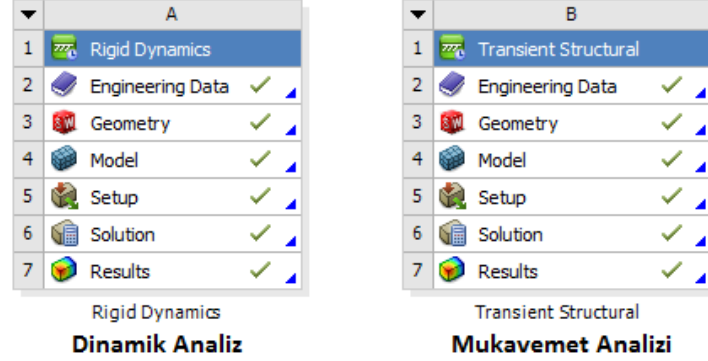 A
1 Rigid Dynamics
2 Engineering Data
3 Geometry
4 Model
5 Setup
6 Solution
7 Results
Rigid Dynamics
Dinamik Analiz
B
1 Transient Structural
2 Engineering Data
3 Geometry
4 Model
5 Setup
6 Solution
7 Results
Transient Structural
Mukavemet Analizi